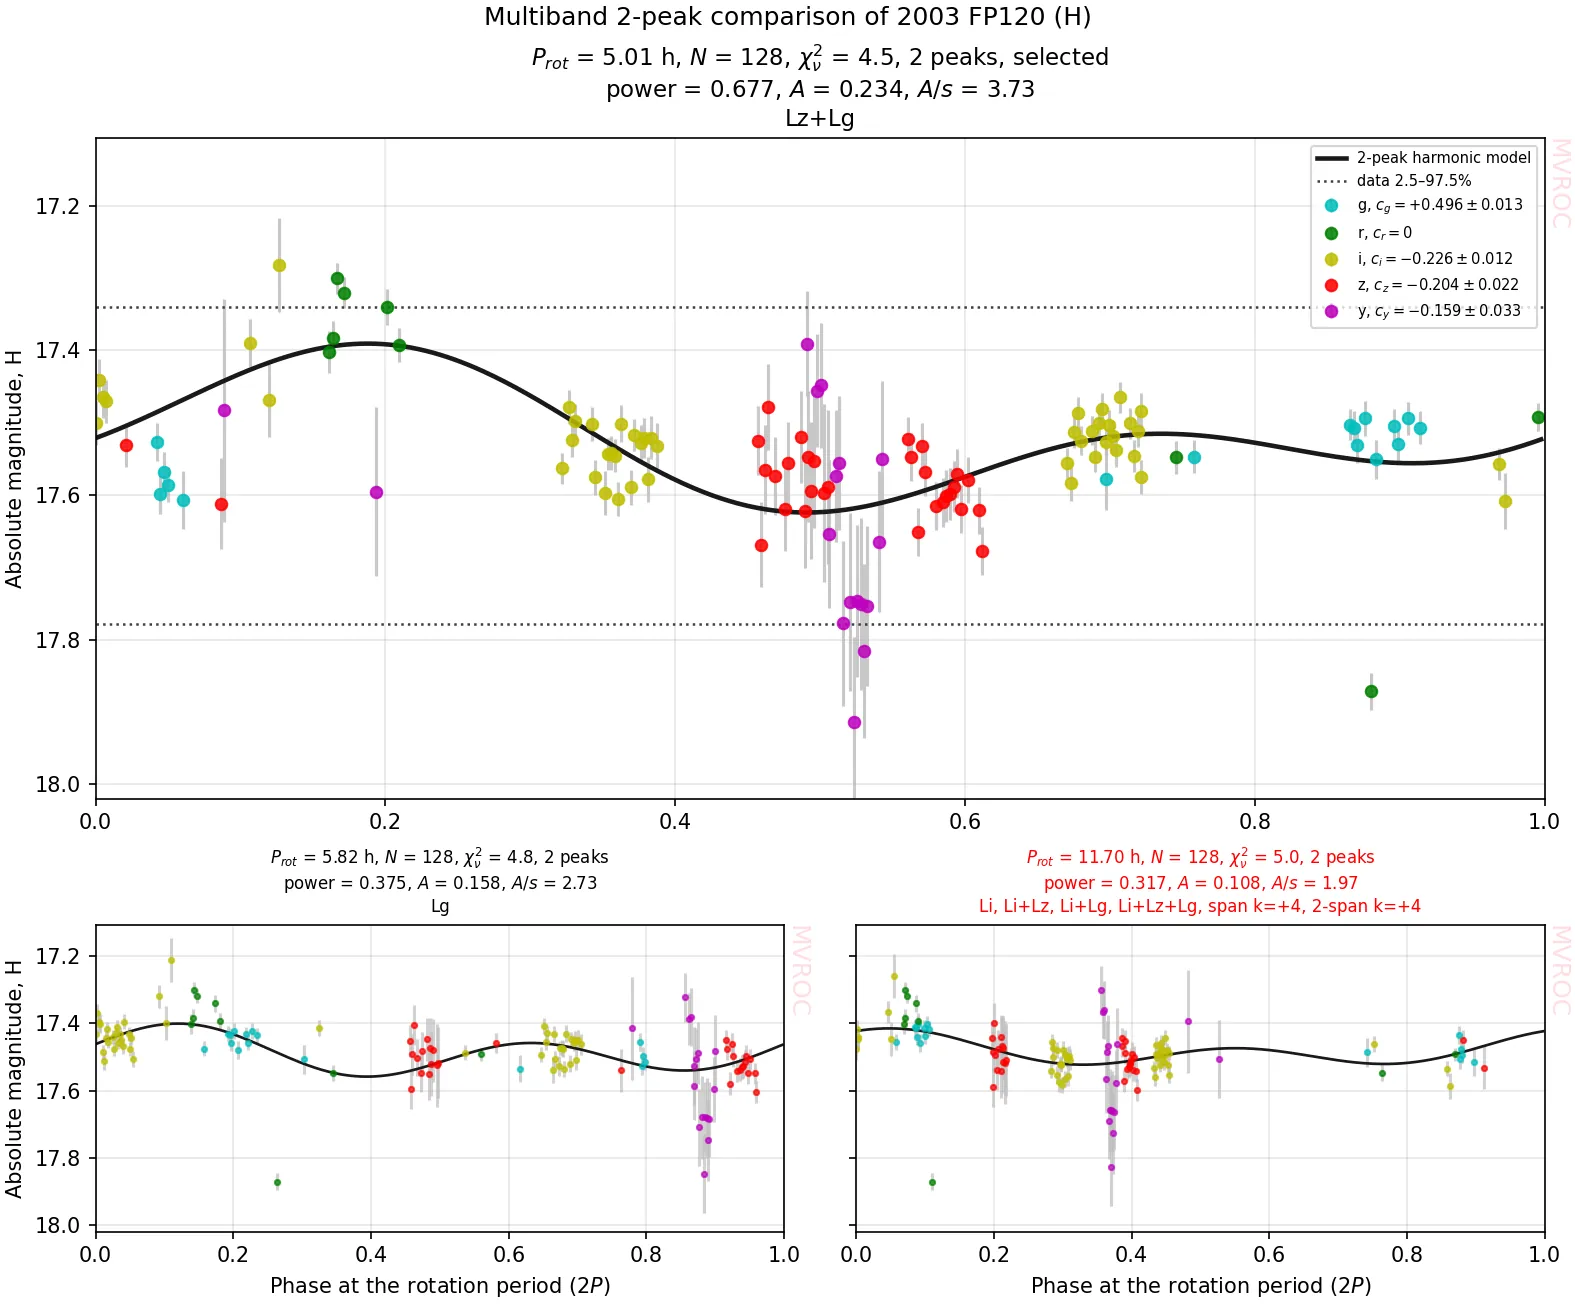 Multiband 2-peak comparison of 2003 FP120 (H)
P_rot = 5.01 h, N = 128, χ²_ν = 4.5, 2 peaks, selected
power = 0.677, A = 0.234, A/s = 3.73
Lz+Lg
2-peak harmonic model
data 2.5–97.5%
g, c_g = +0.496 ± 0.013
r, c_r = 0
i, c_i = −0.226 ± 0.012
z, c_z = −0.204 ± 0.022
y, c_y = −0.159 ± 0.033
MVROC
Absolute magnitude, H
17.2
17.4
17.6
17.8
18.0
0.0 0.2 0.4 0.6 0.8 1.0
P_rot = 5.82 h, N = 128, χ²_ν = 4.8, 2 peaks
power = 0.375, A = 0.158, A/s = 2.73
Lg
MVROC
Absolute magnitude, H
17.2
17.4
17.6
17.8
18.0
0.0 0.2 0.4 0.6 0.8 1.0
Phase at the rotation period (2P)
P_rot = 11.70 h, N = 128, χ²_ν = 5.0, 2 peaks
power = 0.317, A = 0.108, A/s = 1.97
Li, Li+Lz, Li+Lg, Li+Lz+Lg, span k=+4, 2-span k=+4
MVROC
0.0 0.2 0.4 0.6 0.8 1.0
Phase at the rotation period (2P)